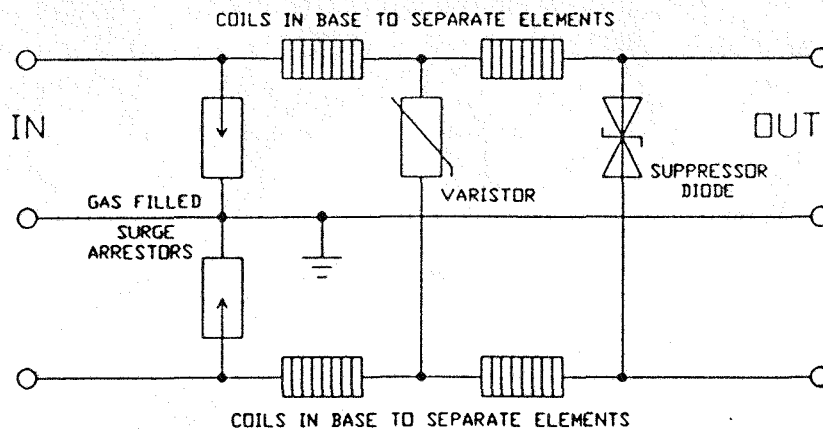 COILS IN BASE TO SEPARATE ELEMENTS
IN
OUT
GAS FILLED
SURGE
ARRESTORS
VARISTOR
SUPPRESSOR
DIODE
COILS IN BASE TO SEPARATE ELEMENTS